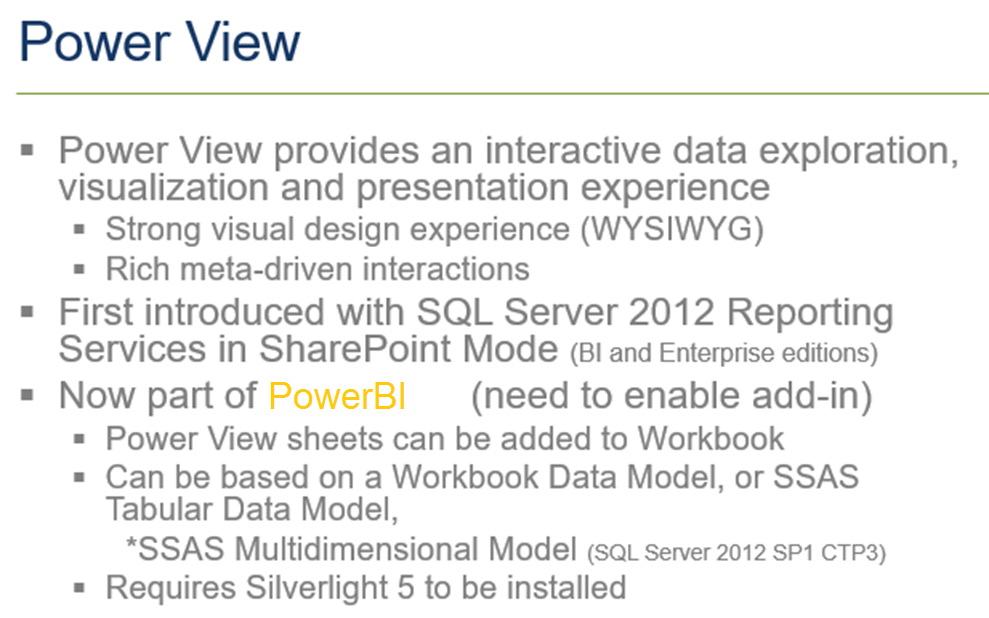 Power View
▪ Power View provides an interactive data exploration,
visualization and presentation experience
▪ Strong visual design experience (WYSIWYG)
▪ Rich meta-driven interactions
▪ First introduced with SQL Server 2012 Reporting
Services in SharePoint Mode (BI and Enterprise editions)
▪ Now part of PowerBI (need to enable add-in)
▪ Power View sheets can be added to Workbook
▪ Can be based on a Workbook Data Model, or SSAS
Tabular Data Model,
*SSAS Multidimensional Model (SQL Server 2012 SP1 CTP3)
▪ Requires Silverlight 5 to be installed